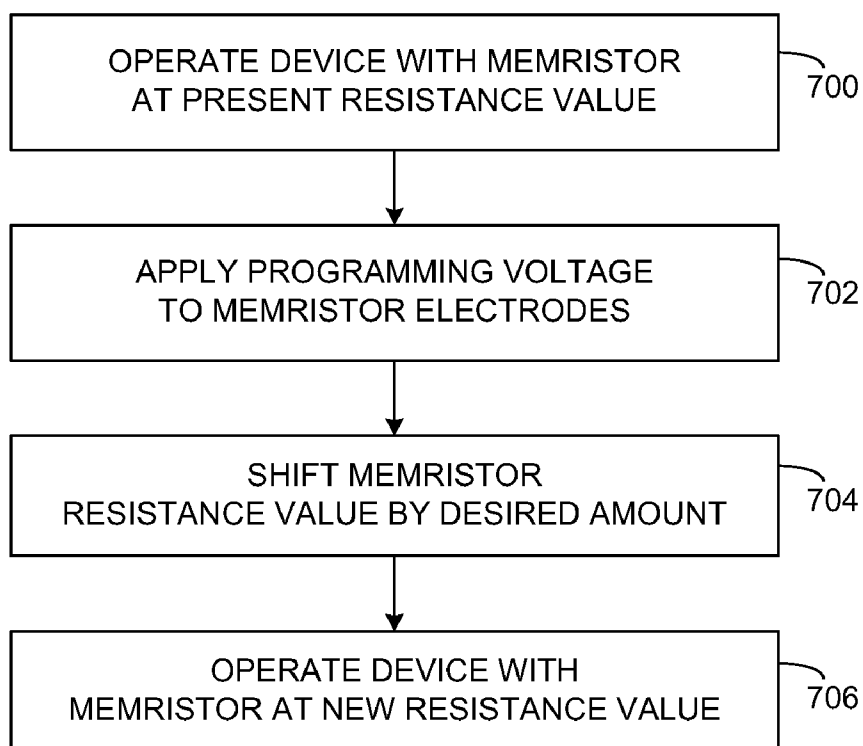 OPERATE DEVICE WITH MEMRISTOR
AT PRESENT RESISTANCE VALUE
700
APPLY PROGRAMMING VOLTAGE
TO MEMRISTOR ELECTRODES
702
SHIFT MEMRISTOR
RESISTANCE VALUE BY DESIRED AMOUNT
704
OPERATE DEVICE WITH
MEMRISTOR AT NEW RESISTANCE VALUE
706